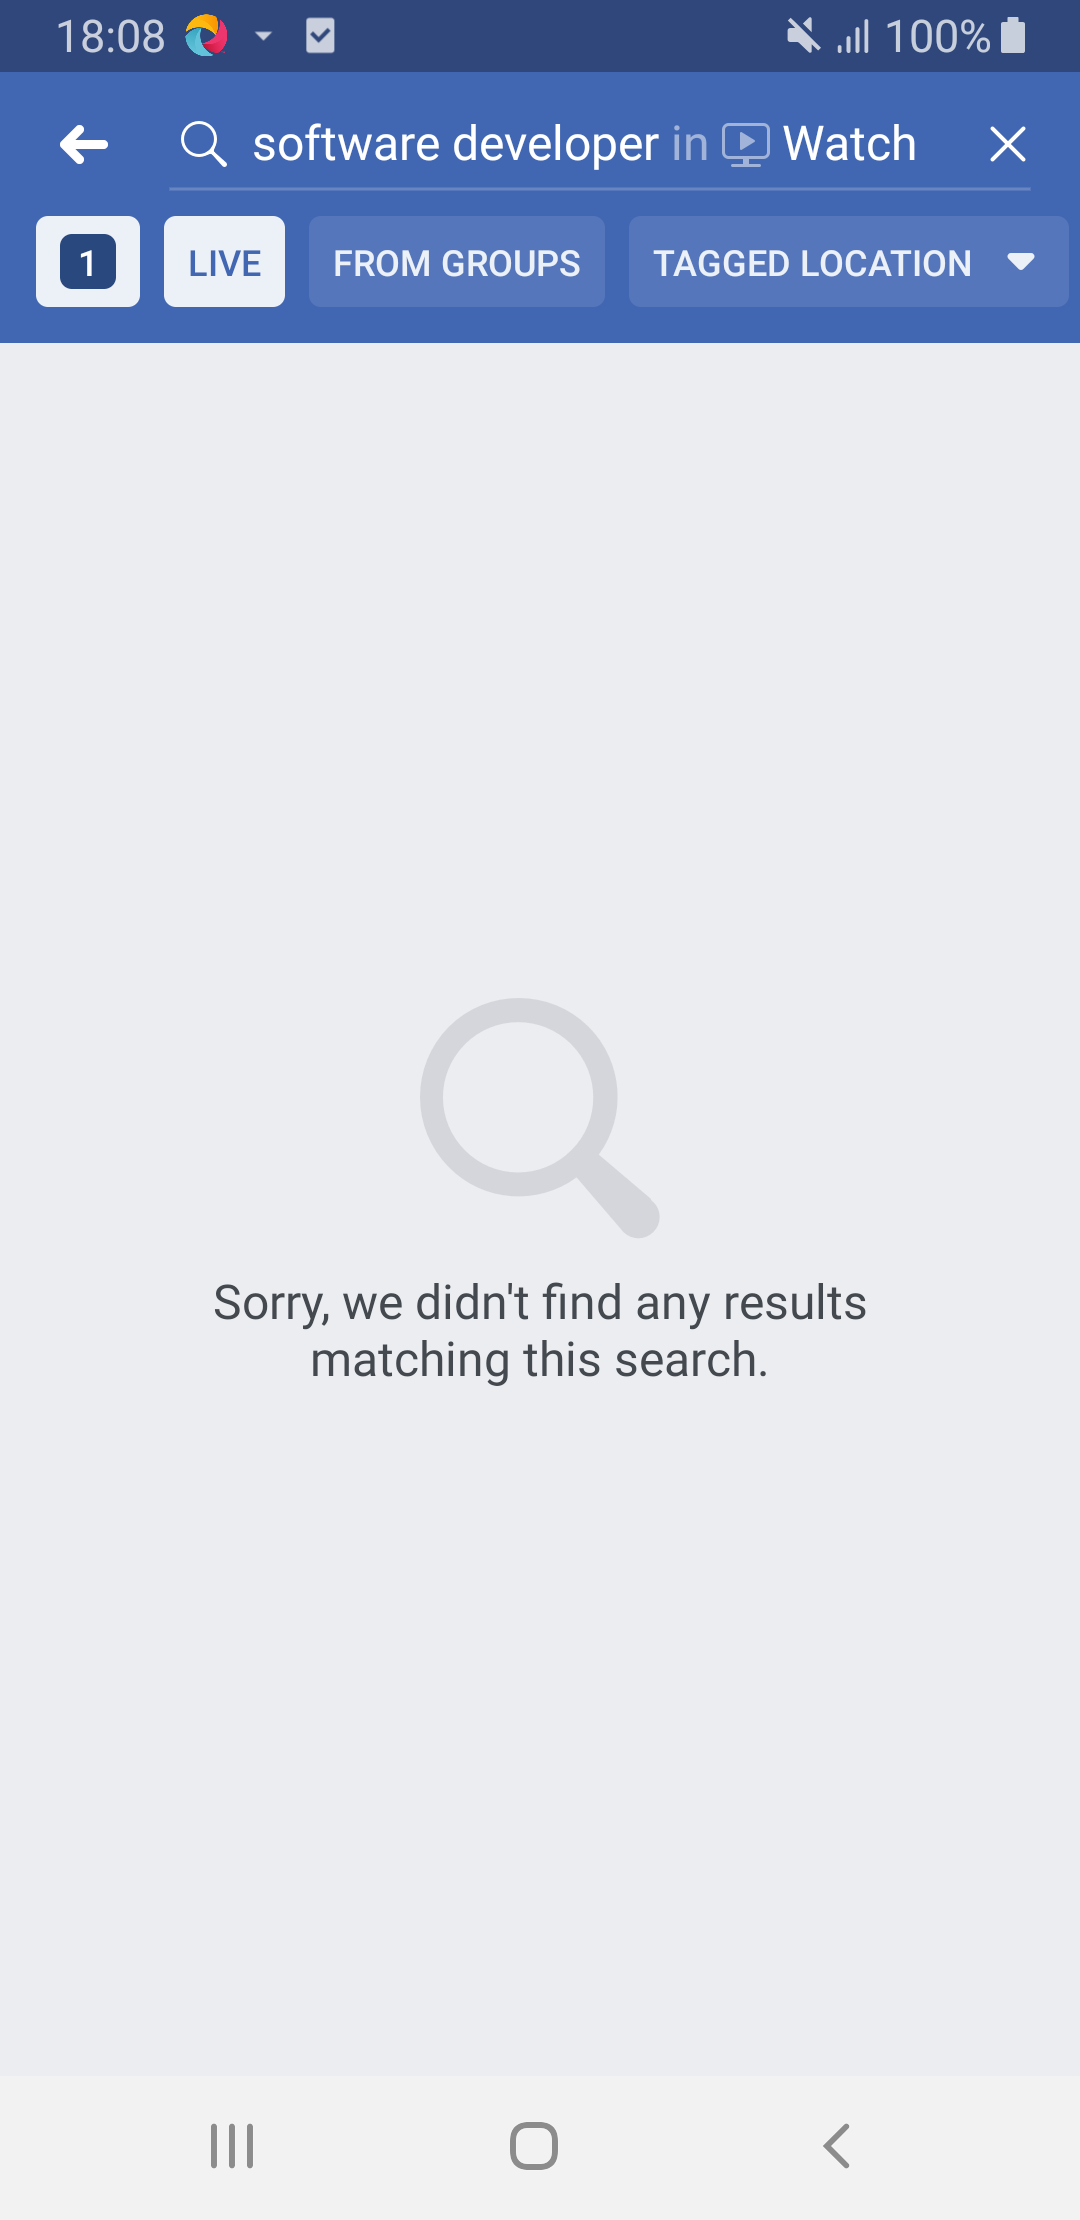 18:08 100%
software developer in Watch
1 LIVE FROM GROUPS TAGGED LOCATION
Sorry, we didn't find any results
matching this search.